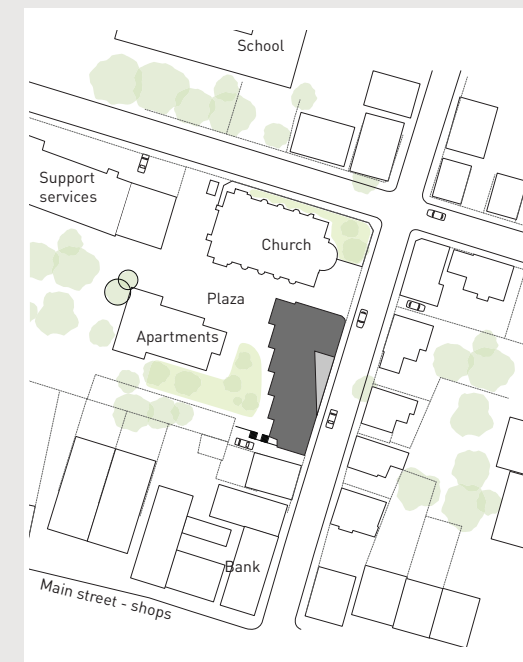 School
Support
services
Church
Plaza
Apartments
Bank
Main street - shops